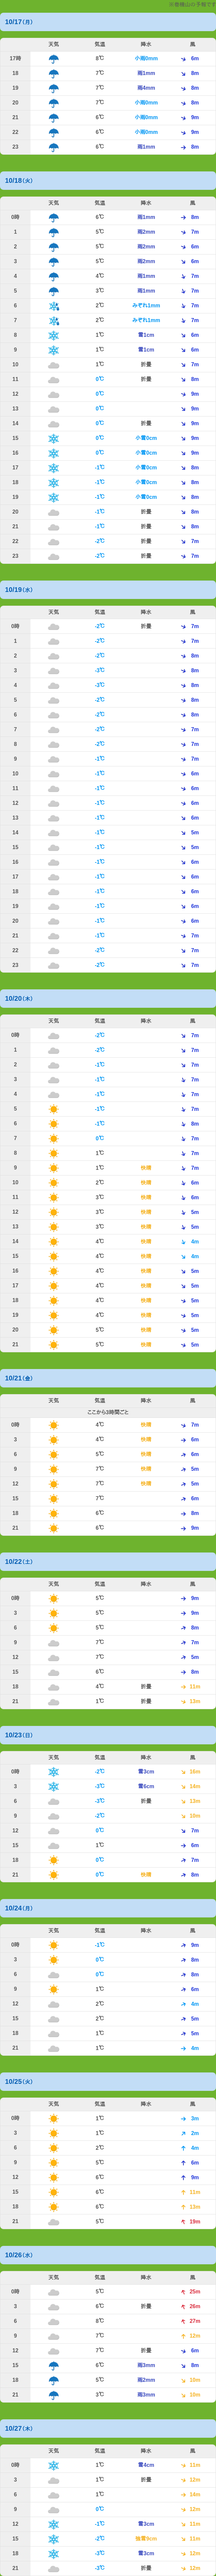 10/17(月)
天気 気温 降水 風
17時 8℃ 小雨0mm 6m
18 7℃ 雨1mm 8m
19 7℃ 雨4mm 8m
20 7℃ 小雨0mm 8m
21 6℃ 小雨0mm 9m
22 6℃ 小雨0mm 9m
23 6℃ 雨1mm 8m
10/18(火)
天気 気温 降水 風
0時 6℃ 雨1mm 8m
1 5℃ 雨2mm 7m
2 5℃ 雨2mm 6m
3 5℃ 雨2mm 6m
4 4℃ 雨1mm 7m
5 3℃ 雨1mm 7m
6 2℃ みぞれ1mm 7m
7 2℃ みぞれ1mm 7m
8 1℃ 雪1cm 6m
9 1℃ 雪1cm 6m
10 1℃ 折曇 7m
11 0℃ 折曇 8m
12 0℃ 9m
13 0℃ 9m
14 0℃ 折曇 9m
15 0℃ 小雪0cm 9m
16 0℃ 小雪0cm 9m
17 -1℃ 小雪0cm 8m
18 -1℃ 小雪0cm 8m
19 -1℃ 小雪0cm 8m
20 -1℃ 折曇 8m
21 -1℃ 折曇 8m
22 -2℃ 折曇 7m
23 -2℃ 折曇 7m
10/19(水)
天気 気温 降水 風
0時 -2℃ 折曇 7m
1 -2℃ 7m
2 -2℃ 8m
3 8m
4 8m
5 -2℃ 8m
6 -2℃ 8m
7 -2℃ 7m
8 -2℃ 7m
9 -1℃ 7m
10 -1℃ 6m
11 -1℃ 6m
12 -1℃ 6m
13 -1℃ 6m
14 -1℃ 5m
15 -1℃ 5m
16 -1℃ 6m
17 -1℃ 6m
18 -1℃ 6m
19 -1℃ 6m
20 -1℃ 6m
21 -1℃ 7m
22 -2℃ 7m
23 -2℃ 7m
10/20(木)
天気 気温 降水 風
0時 -2℃ 7m
1 -2℃ 7m
2 -1℃ 7m
3 -1℃ 7m
4 -1℃ 7m
5 -1℃ 7m
6 -1℃ 8m
7 0℃ 7m
8 1℃ 7m
9 1℃ 快晴 7m
10 2℃ 快晴 6m
11 3℃ 快晴 6m
12 3℃ 快晴 5m
13 3℃ 快晴 5m
14 4℃ 快晴 4m
15 4℃ 快晴 4m
16 4℃ 快晴 5m
17 4℃ 快晴 5m
18 4℃ 快晴 5m
19 4℃ 快晴 5m
20 5℃ 快晴 5m
21 5℃ 快晴 5m
10/21(金)
天気 気温 降水 風
ここから3時間ごと
0時 4℃ 快晴 7m
3 4℃ 快晴 6m
6 5℃ 快晴 6m
9 7℃ 快晴 5m
12 7℃ 快晴 5m
15 7℃ 6m
18 6℃ 8m
21 6℃ 9m
10/22(土)
天気 気温 降水 風
0時 5℃ 9m
3 5℃ 9m
6 5℃ 8m
9 7℃ 7m
12 7℃ 5m
15 6℃ 8m
18 4℃ 折曇 11m
21 1℃ 折曇 13m
10/23(日)
天気 気温 降水 風
0時 -2℃ 雪3cm 16m
3 -3℃ 雪6cm 14m
6 -3℃ 折曇 13m
9 -2℃ 10m
12 0℃ 7m
15 1℃ 6m
18 0℃ 7m
21 0℃ 快晴 8m
10/24(月)
天気 気温 降水 風
0時 -1℃ 9m
3 0℃ 8m
6 0℃ 8m
9 1℃ 6m
12 2℃ 4m
15 2℃ 5m
18 1℃ 5m
21 1℃ 4m
10/25(火)
天気 気温 降水 風
0時 1℃ 3m
3 1℃ 2m
6 2℃ 4m
9 5℃ 6m
12 6℃ 9m
15 6℃ 11m
18 6℃ 13m
21 5℃ 19m
10/26(水)
天気 気温 降水 風
0時 5℃ 25m
3 6℃ 折曇 26m
6 8℃ 27m
9 7℃ 12m
12 7℃ 折曇 6m
15 6℃ 雨3mm 8m
18 5℃ 雨2mm 10m
21 3℃ 雨3mm 10m
10/27(木)
天気 気温 降水 風
0時 1℃ 雪4cm 11m
3 1℃ 折曇 12m
6 1℃ 14m
9 0℃ 12m
12 -1℃ 雪3cm 11m
15 -2℃ 11m
18 -3℃ 雪3cm 12m
21 -3℃ 折曇 12m